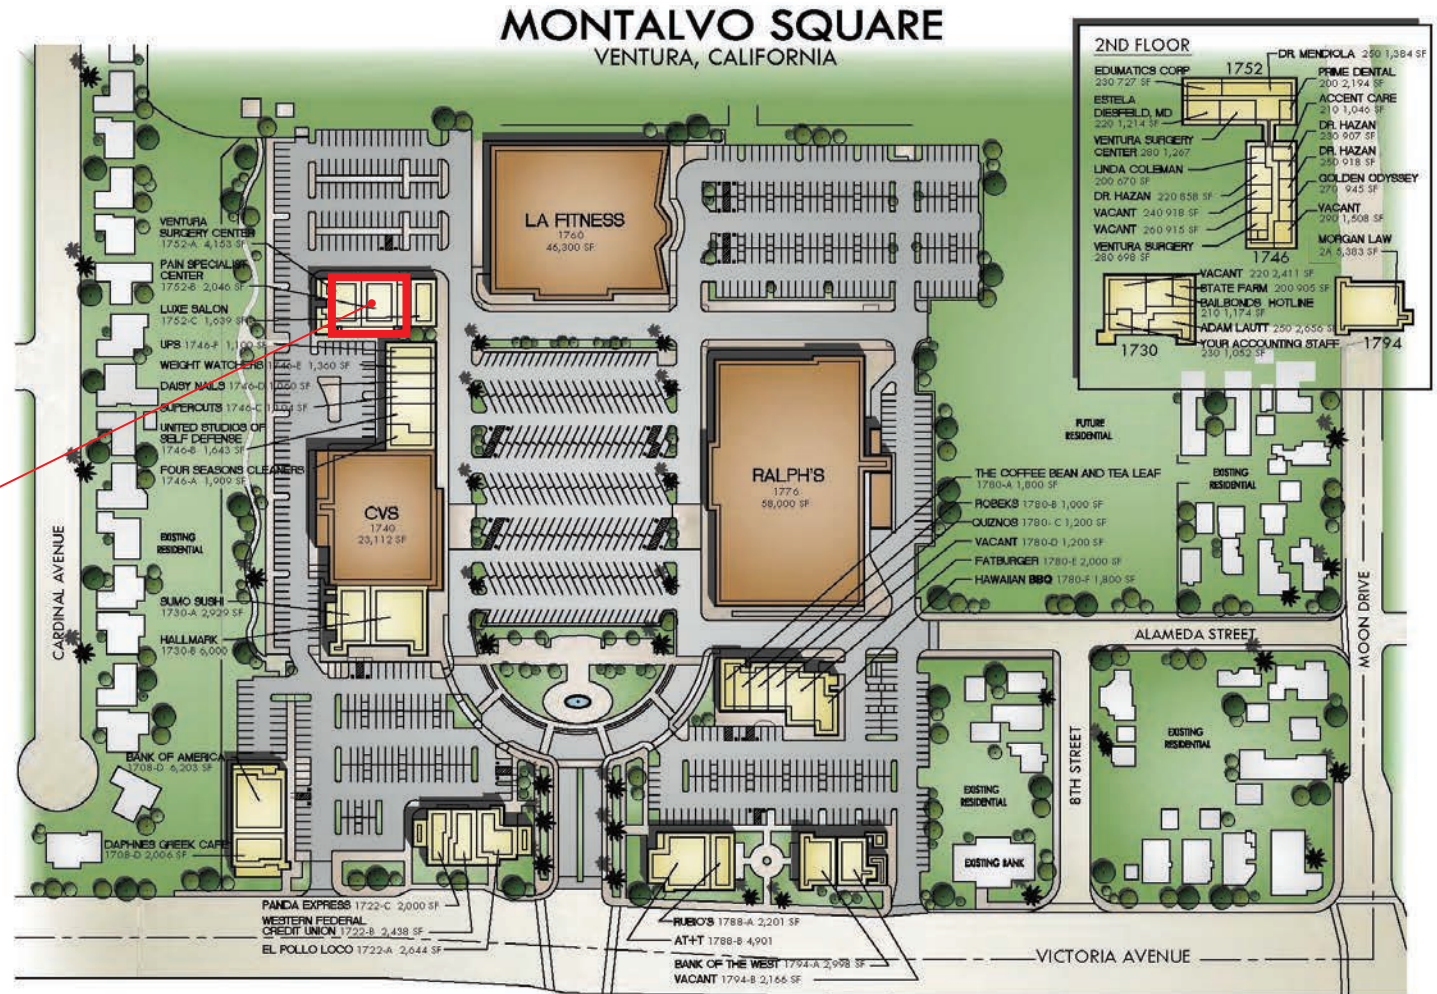 MONTALVO SQUARE
VENTURA, CALIFORNIA
2ND FLOOR
1752
DR. MENDIOLA 250 1,384 SF
EDUMATICS CORP
230 727 SF
PRIME DENTAL
200 2,194 SF
ESTELA
DIESFELD, MD
220 1,214 SF
ACCENT CARE
210 1,046 SF
VENTURA SURGERY
CENTER 280 1,267
DR. HAZAN
230 907 SF
DR. HAZAN
250 918 SF
LINDA COLEMAN
200 670 SF
GOLDEN ODYSSEY
270 945 SF
DR. HAZAN 220 858 SF
VACANT 240 918 SF
VACANT
290 1,508 SF
VACANT 260 915 SF
VENTURA SURGERY
280 698 SF
1746
MORGAN LAW
2A 5,383 SF
VACANT 220 2,411 SF
STATE FARM 200 905 SF
BAILBONDS HOTLINE
210 1,174 SF
ADAM LAUTT 250 2,656 SF
YOUR ACCOUNTING STAFF
230 1,052 SF
1730
1794
LA FITNESS
1760
46,300 SF
VENTURA
SURGERY CENTER
1752-A 4,153 SF
PAIN SPECIALIST
CENTER
1752-B 2,046 SF
LUXE SALON
1752-C 1,639 SF
UPS 1746-F 1,100 SF
WEIGHT WATCHERS 1746-E 1,360 SF
DAISY NAILS 1746-D 1,060 SF
SUPERCUTS 1746-C 1,104 SF
UNITED STUDIOS OF
SELF DEFENSE
1746-B 1,643 SF
FOUR SEASONS CLEANERS
1746-A 1,909 SF
CVS
1740
23,112 SF
RALPH'S
1776
58,000 SF
FUTURE
RESIDENTIAL
EXISTING
RESIDENTIAL
THE COFFEE BEAN AND TEA LEAF
1780-A 1,800 SF
ROBEKS 1780-B 1,000 SF
QUIZNOS 1780- C 1,200 SF
VACANT 1780-D 1,200 SF
FATBURGER 1780-E 2,000 SF
HAWAIIAN BBQ 1780-F 1,800 SF
EXISTING
RESIDENTIAL
CARDINAL AVENUE
SUMO SUSHI
1730-A 2,929 SF
HALLMARK
1730-B 6,000
ALAMEDA STREET
MOON DRIVE
8TH STREET
EXISTING
RESIDENTIAL
EXISTING
RESIDENTIAL
EXISTING BANK
BANK OF AMERICA
1708-D 6,203 SF
DAPHNES GREEK CAFE
1708-D 2,006 SF
PANDA EXPRESS 1722-C 2,000 SF
WESTERN FEDERAL
CREDIT UNION 1722-B 2,438 SF
EL POLLO LOCO 1722-A 2,644 SF
RUBIO'S 1788-A 2,201 SF
AT+T 1788-B 4,901
BANK OF THE WEST 1794-A 2,998 SF
VACANT 1794-B 2,166 SF
VICTORIA AVENUE